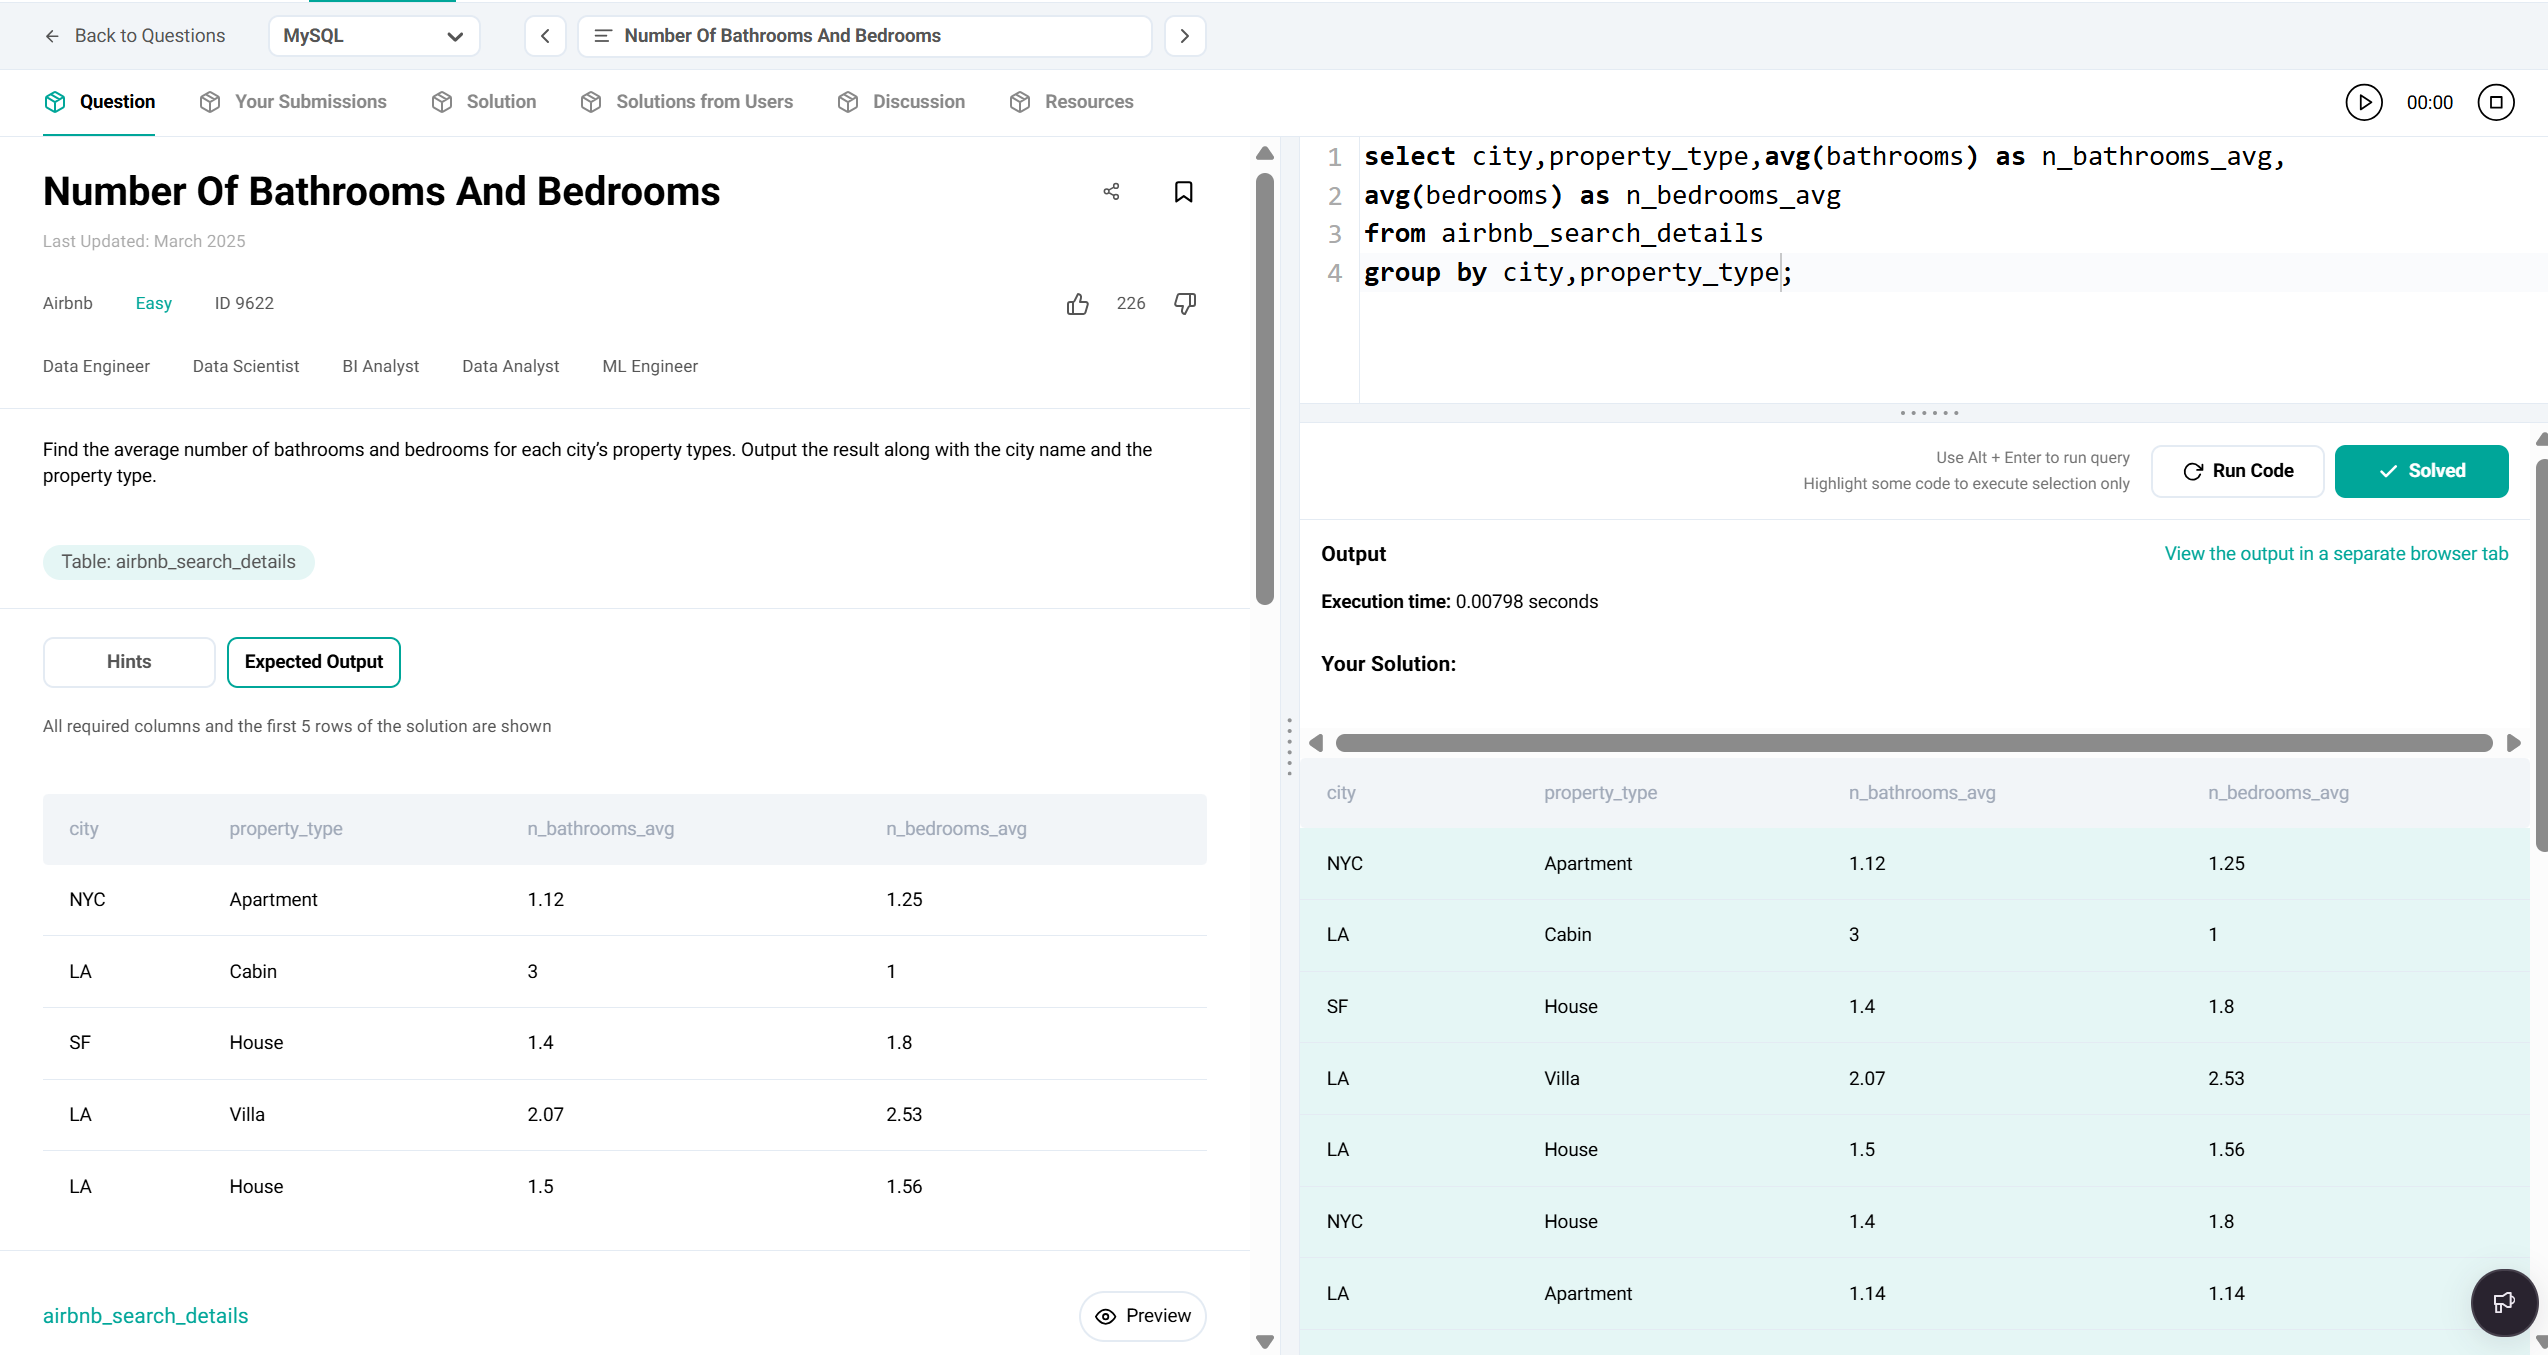 Back to Questions
MySQL
Number Of Bathrooms And Bedrooms
Question
Your Submissions
Solution
Solutions from Users
Discussion
Resources
00:00
Number Of Bathrooms And Bedrooms
Last Updated: March 2025
Airbnb Easy ID 9622
226
Data Engineer Data Scientist BI Analyst Data Analyst ML Engineer
Find the average number of bathrooms and bedrooms for each city’s property types. Output the result along with the city name and the
property type.
Table: airbnb_search_details
Hints
Expected Output
All required columns and the first 5 rows of the solution are shown
city property_type n_bathrooms_avg n_bedrooms_avg
NYC Apartment 1.12 1.25
LA Cabin 3 1
SF House 1.4 1.8
LA Villa 2.07 2.53
LA House 1.5 1.56
airbnb_search_details
Preview
1 select city,property_type,avg(bathrooms) as n_bathrooms_avg,
2 avg(bedrooms) as n_bedrooms_avg
3 from airbnb_search_details
4 group by city,property_type;
Use Alt + Enter to run query
Highlight some code to execute selection only
Run Code
Solved
Output
View the output in a separate browser tab
Execution time: 0.00798 seconds
Your Solution:
city property_type n_bathrooms_avg n_bedrooms_avg
NYC Apartment 1.12 1.25
LA Cabin 3 1
SF House 1.4 1.8
LA Villa 2.07 2.53
LA House 1.5 1.56
NYC House 1.4 1.8
LA Apartment 1.14 1.14